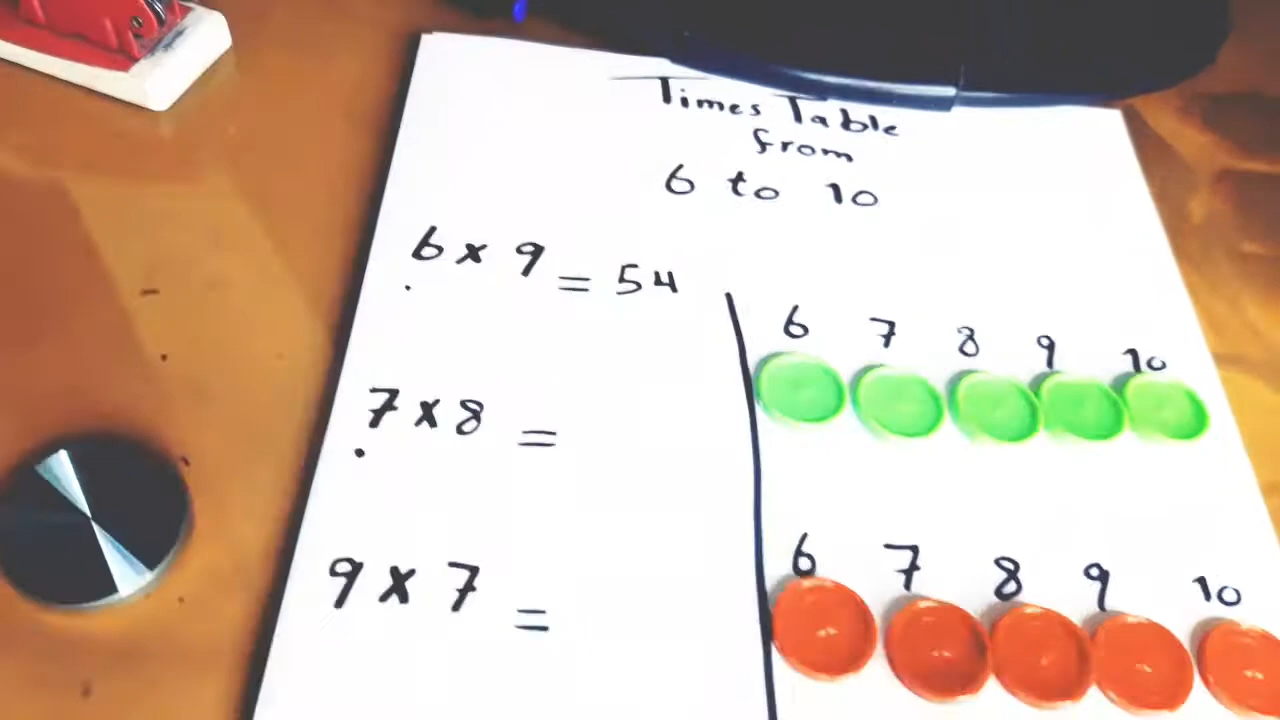 Times Table
from
6 to 10
6 x 9 = 54
7 x 8 =
9 x 7 =
6 7 8 9 10
6 7 8 9 10